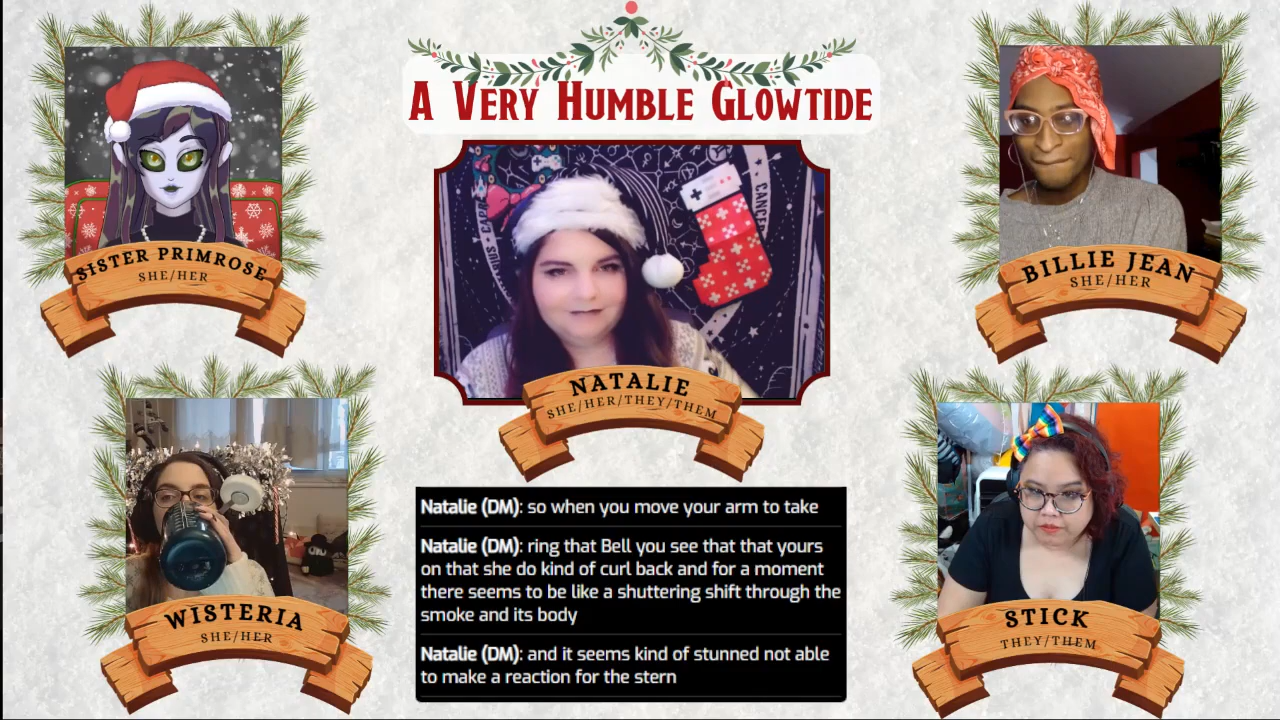 A Very Humble Glowtide
SISTER PRIMROSE
SHE/HER
BILLIE JEAN
SHE/HER
CANCER
NATALIE
SHE/HER/THEY/THEM
WISTERIA
SHE/HER
STICK
THEY/THEM
Natalie (DM): so when you move your arm to take
Natalie (DM): ring that Bell you see that that yours
on that she do kind of curl back and for a moment
there seems to be like a shuttering shift through the
smoke and its body
Natalie (DM): and it seems kind of stunned not able
to make a reaction for the stern